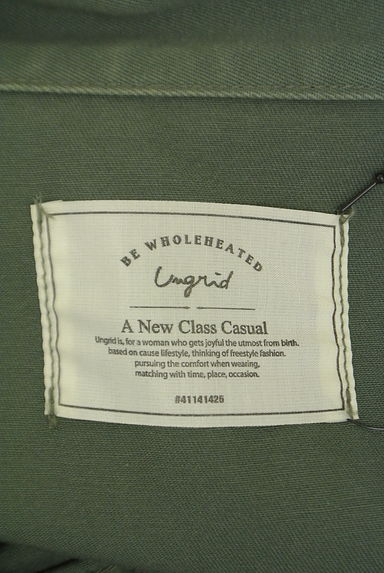 BE WHOLEHEATED
Ungrid
A New Class Casual
Ungrid is, for a woman who gets joyful the utmost from birth.
based on cause lifestyle, thinking of freestyle fashion.
pursuing the comfort when wearing,
matching with time, place, occasion.
#41141426